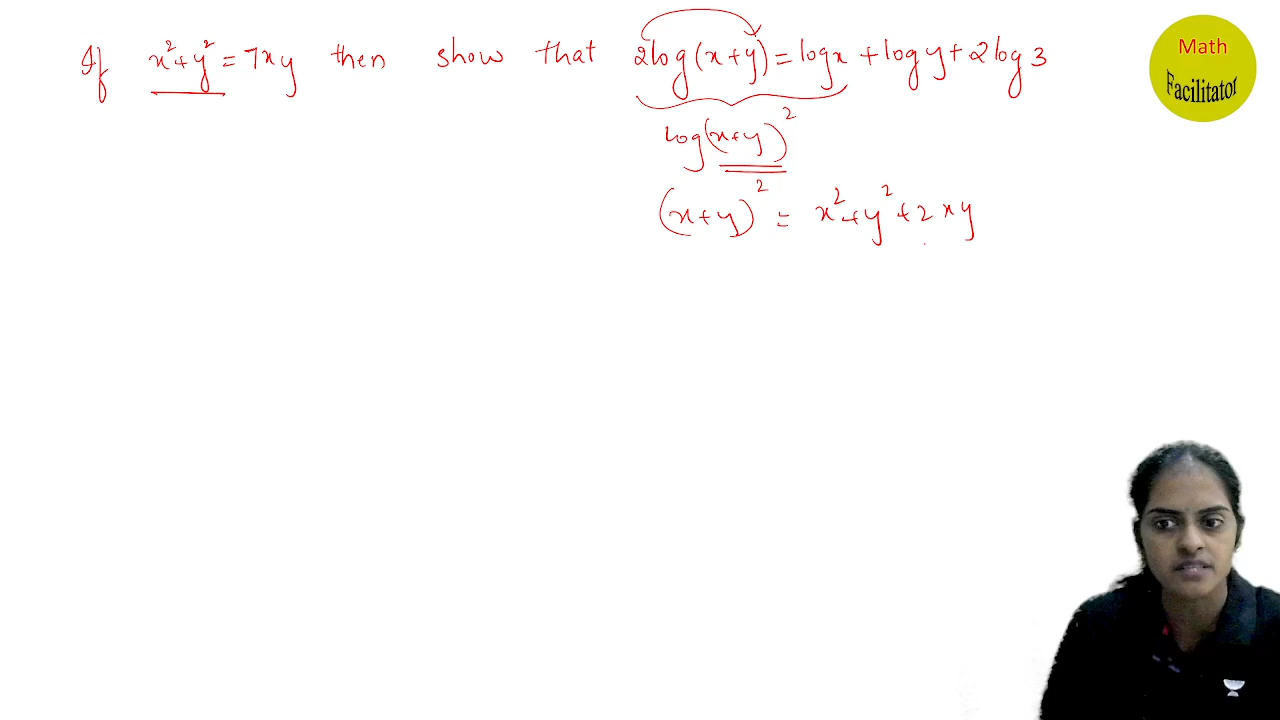 If x²+y² = 7xy then show that 2log(x+y) = logx + logy + 2log3
log(x+y)²
(x+y)² = x²+y²+2xy
Math
Facilitator